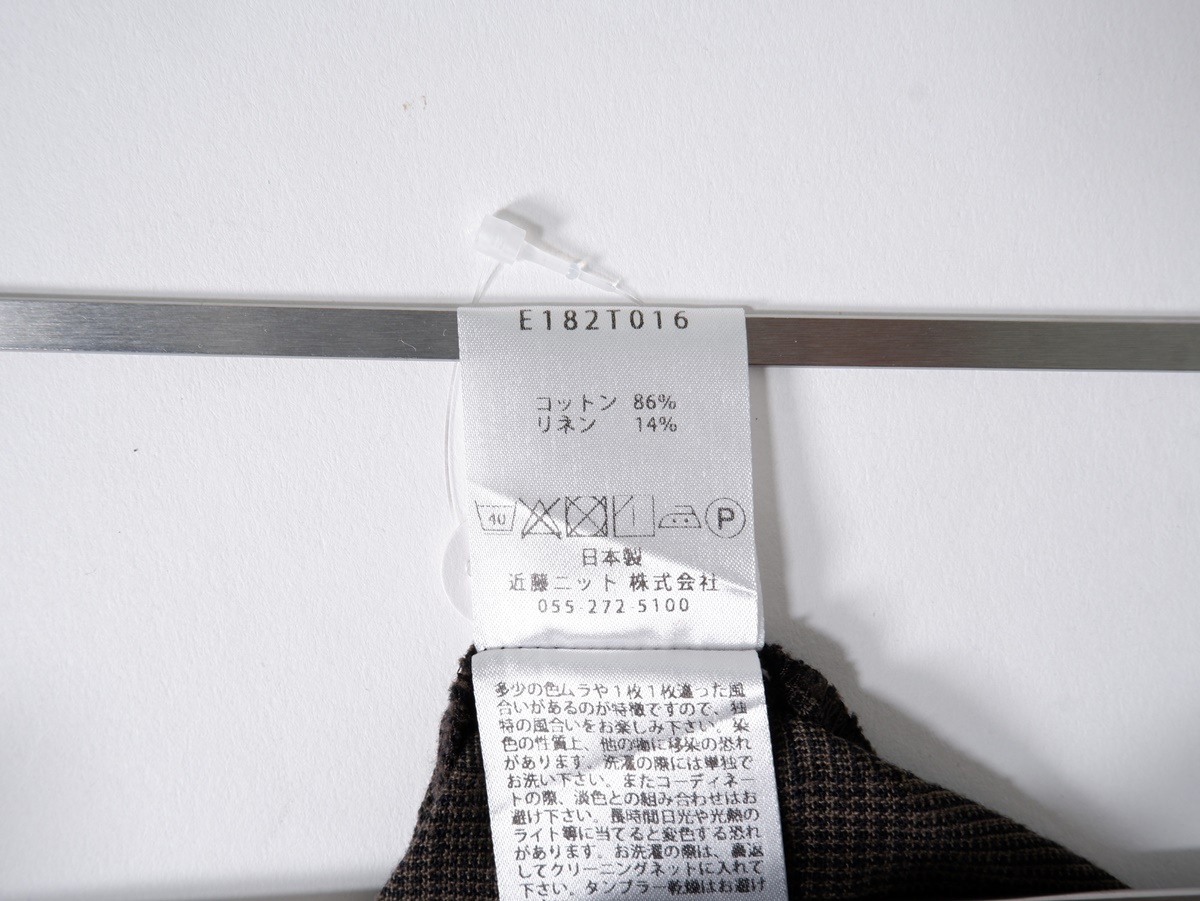 E182T016
コットン 86%
リネン 14%
40
P
日本製
近藤ニット 株式会社
055-272-5100
多少の色ムラや1枚1枚違った風
合いがあるのが特徴ですので、独
特の風合いをお楽しみ下さい。染
色の性質上、他の物に移染の恐れ
があります。洗濯の際には単独で
お洗い下さい。またコーディネー
トの際、淡色との組み合わせはお
避け下さい。長時間日光や光熱の
ライト等に当てると変色する恐れ
があります。お洗濯の際は、裏返
してクリーニングネットに入れて
下さい。タンブラー乾燥はお避け